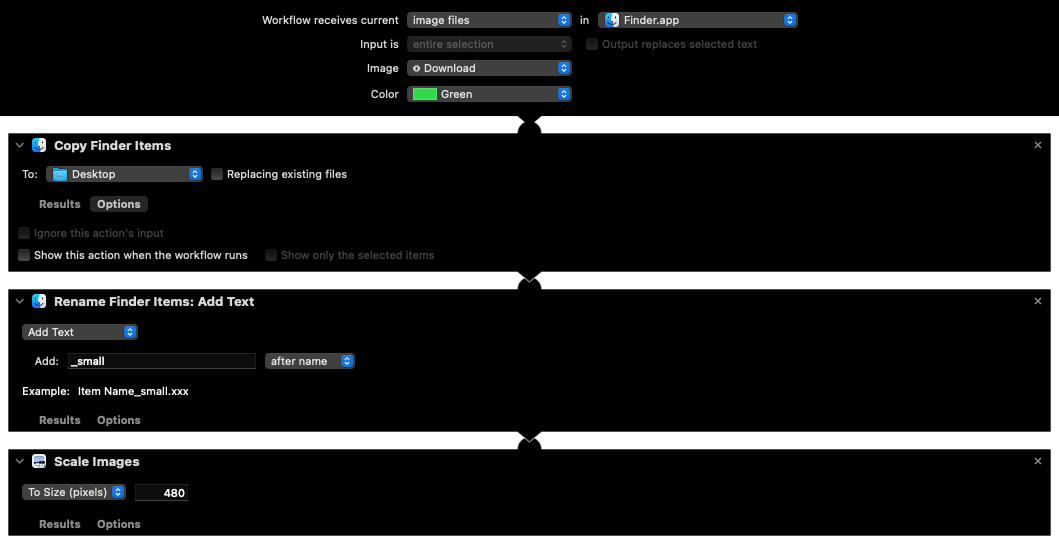 Workflow receives current image files in Finder.app
Input is entire selection Output replaces selected text
Image Download
Color Green
Copy Finder Items
To: Desktop Replacing existing files
Results Options
Ignore this action's input
Show this action when the workflow runs Show only the selected items
Rename Finder Items: Add Text
Add Text
Add: _small after name
Example: Item Name_small.xxx
Results Options
Scale Images
To Size (pixels) 480
Results Options